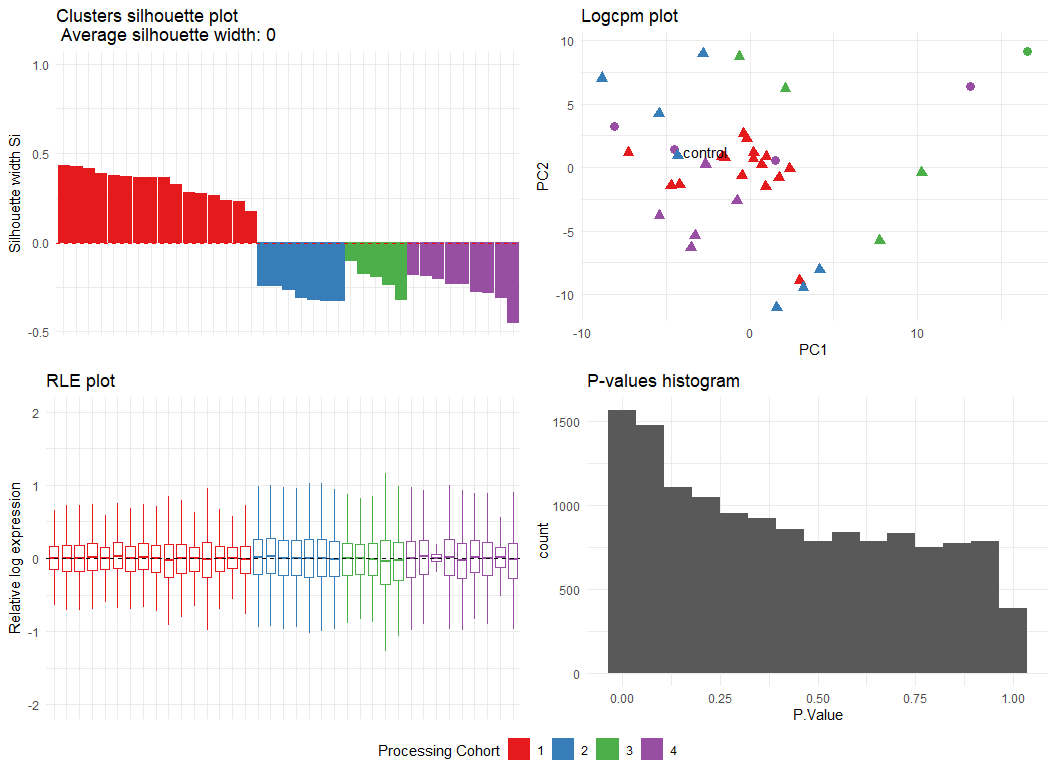 Clusters silhouette plot
Average silhouette width: 0
Silhouette width Si
1.0
0.5
0.0
-0.5
Logcpm plot
PC2
10
5
0
-5
-10
control
-10 0 10
PC1
RLE plot
Relative log expression
2
1
0
-1
-2
P-values histogram
count
1500
1000
500
0
0.00 0.25 0.50 0.75 1.00
P.Value
Processing Cohort 1 2 3 4